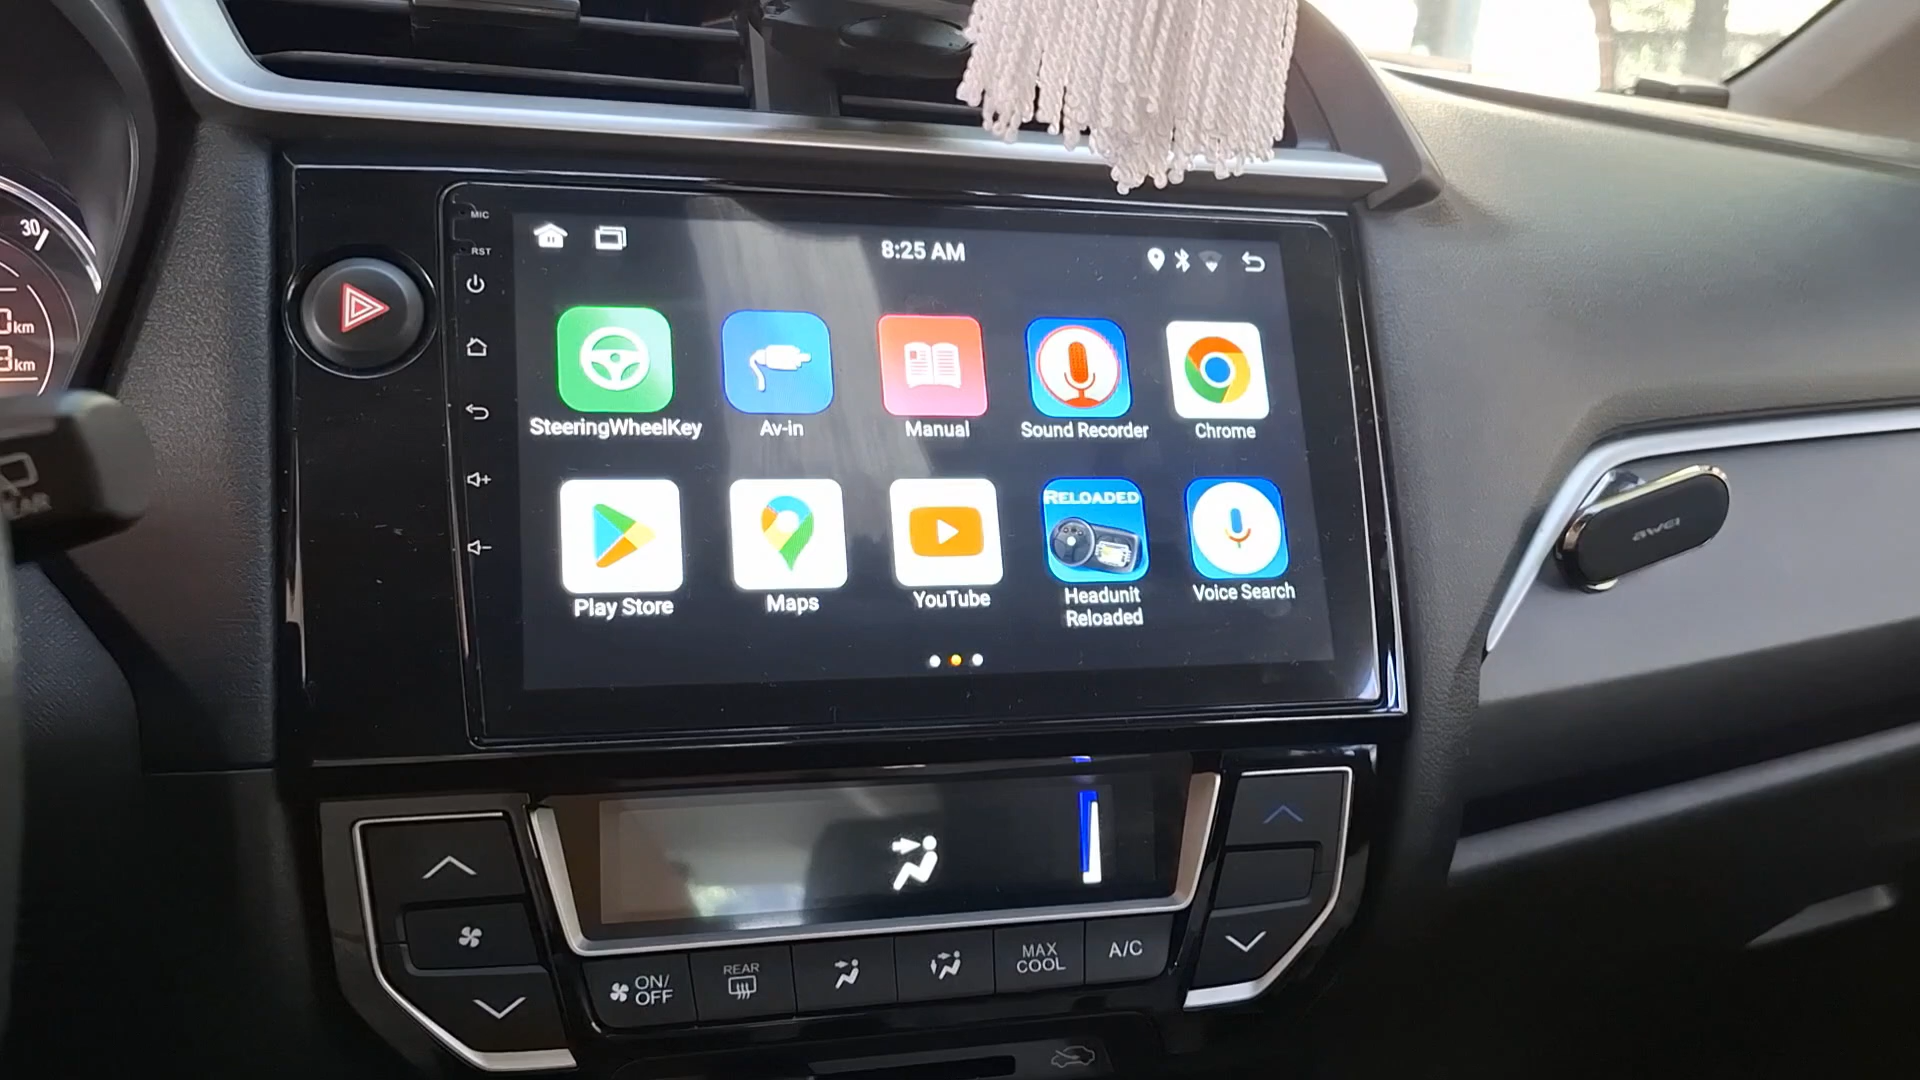 MIC
RST
30
km
km
8:25 AM
SteeringWheelKey
Av-in
Manual
Sound Recorder
Chrome
RELOADED
Play Store
Maps
YouTube
Headunit
Reloaded
Voice Search
awei
ON/
OFF
REAR
MAX
COOL
A/C